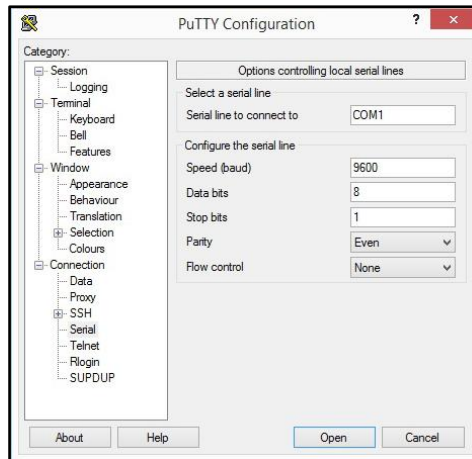 PuTTY Configuration
?
×
Category:
Session
Logging
Terminal
Keyboard
Bell
Features
Window
Appearance
Behaviour
Translation
Selection
Colours
Connection
Data
Proxy
SSH
Serial
Telnet
Rlogin
SUPDUP
Options controlling local serial lines
Select a serial line
Serial line to connect to COM1
Configure the serial line
Speed (baud) 9600
Data bits 8
Stop bits 1
Parity Even
Flow control None
About Help Open Cancel